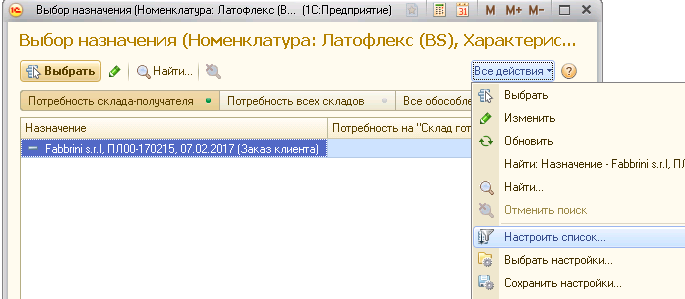 Выбор назначения (Номенклатура: Латофлекс (В... (1С:Предприятие)
M M+ M-
Выбор назначения (Номенклатура: Латофлекс (BS), Характерис...
Выбрать Найти... Все действия
Потребность склада-получателя Потребность всех складов Все обособле
Назначение Потребность на "Склад гот
Fabbrini s.r.l, ПЛ00-170215, 07.02.2017 (Заказ клиента)
Выбрать
Изменить
Обновить
Найти: Назначение - Fabbrini s.r.l, ПЛ
Найти...
Отменить поиск
Настроить список...
Выбрать настройки...
Сохранить настройки...